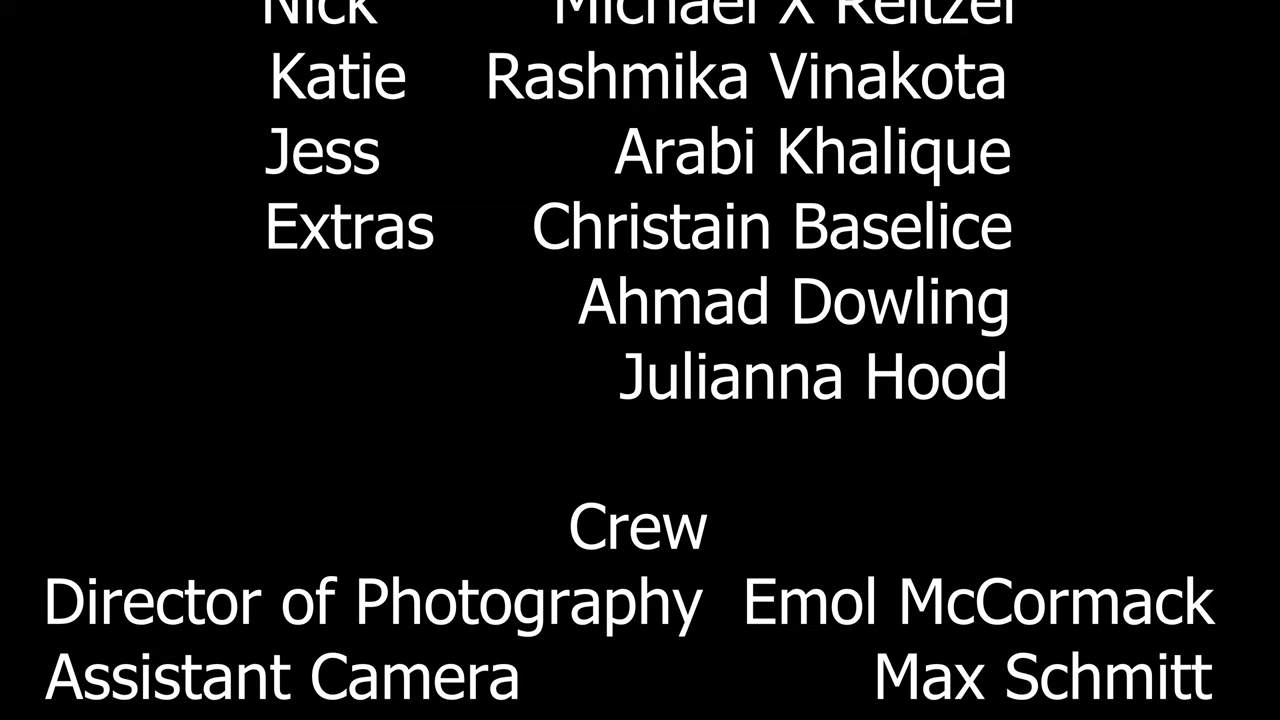 Nick Michael X Reitzel
Katie Rashmika Vinakota
Jess Arabi Khalique
Extras Christain Baselice
Ahmad Dowling
Julianna Hood
Crew
Director of Photography Emol McCormack
Assistant Camera Max Schmitt